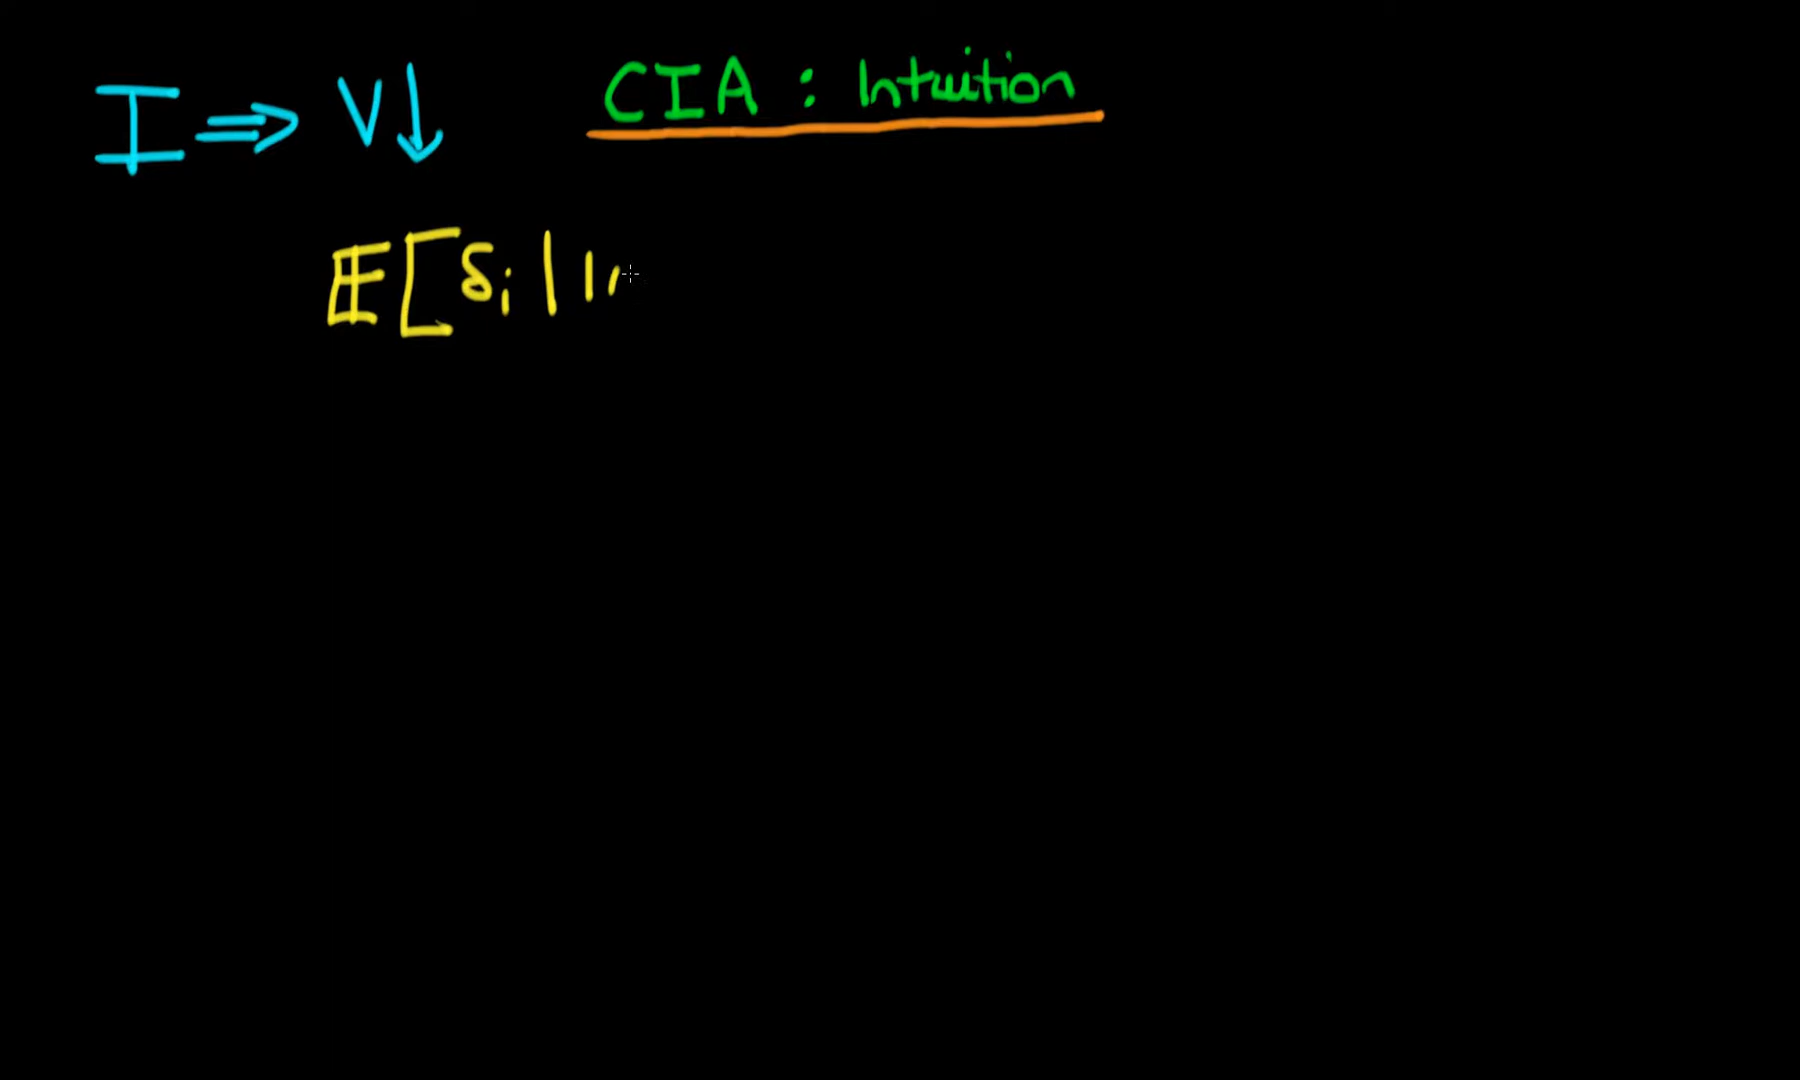 I ⇒ V↓ CIA : Intuition
𝔼[δᵢ | I